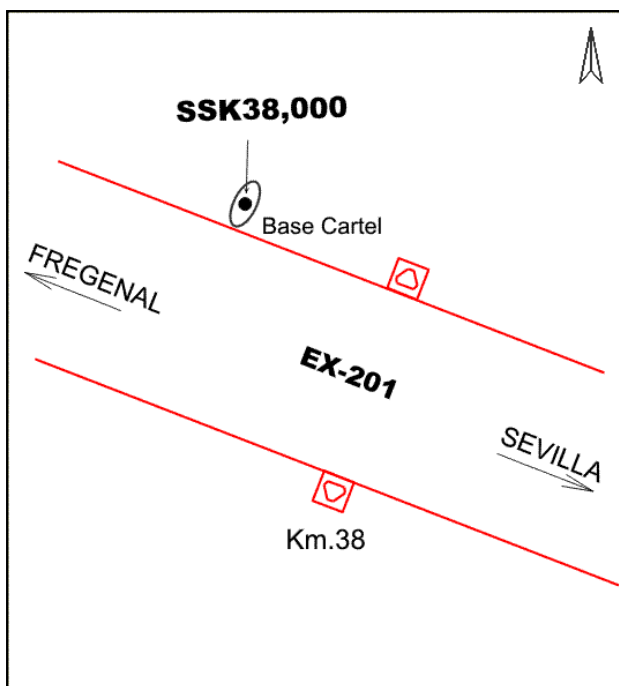 SSK38,000
Base Cartel
FREGENAL
EX-201
SEVILLA
Km.38